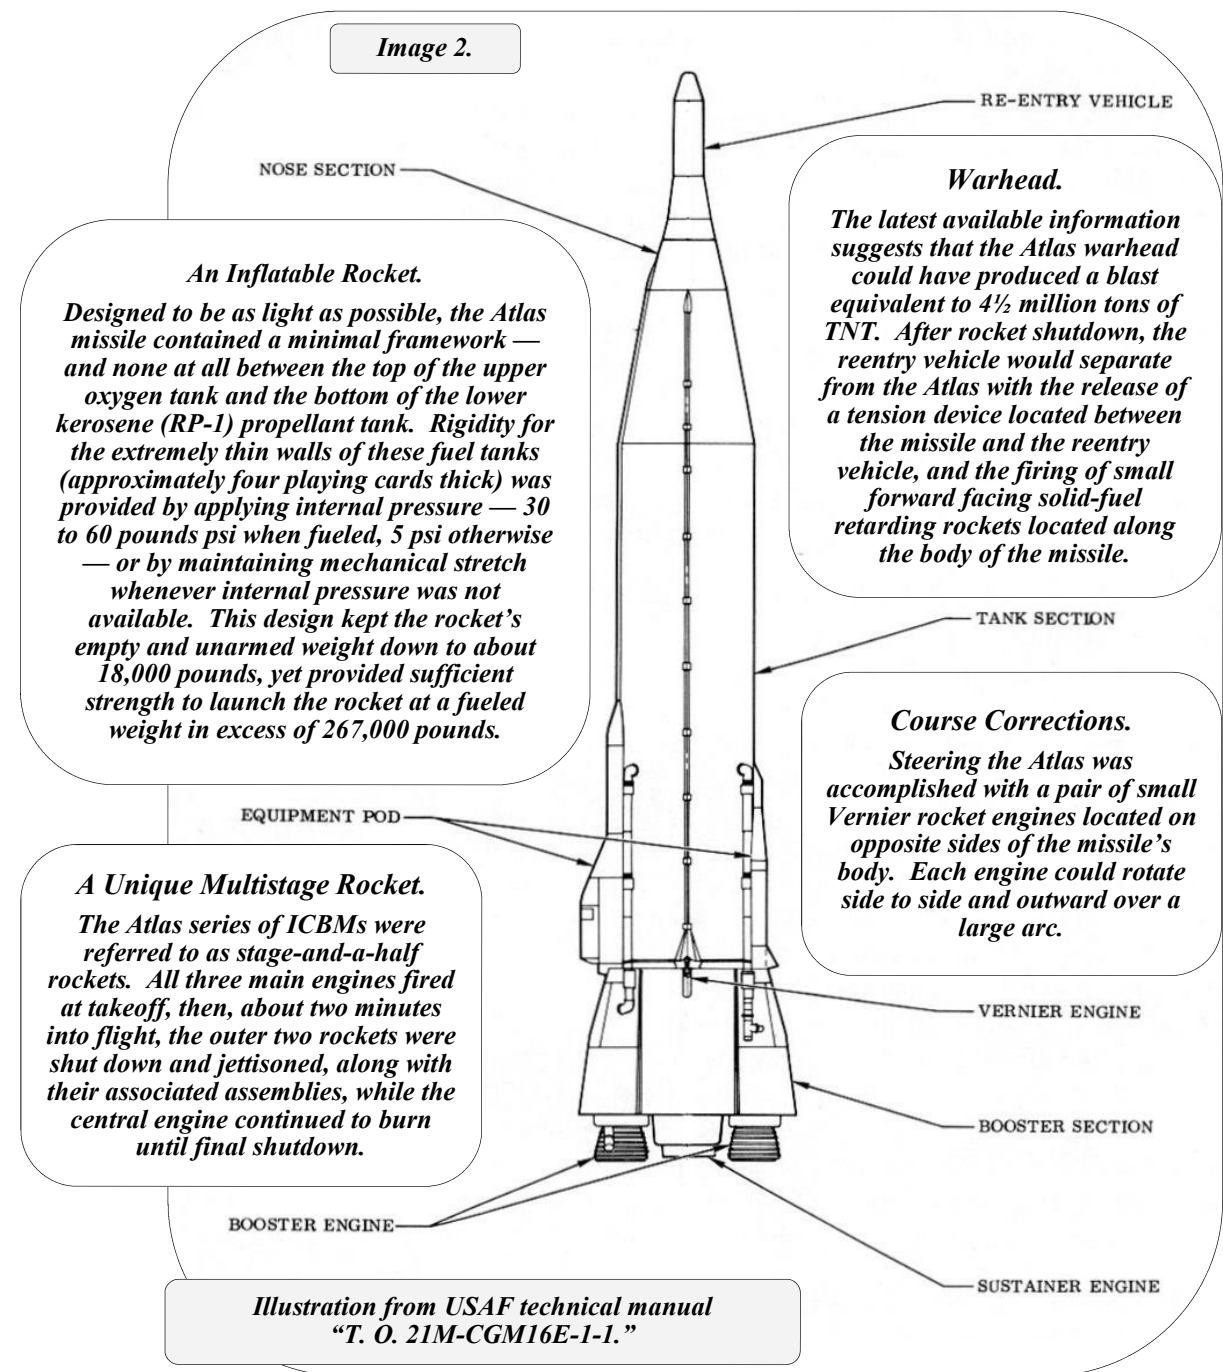 Image 2.
RE-ENTRY VEHICLE
NOSE SECTION
Warhead.
The latest available information
suggests that the Atlas warhead
could have produced a blast
equivalent to 4½ million tons of
TNT. After rocket shutdown, the
reentry vehicle would separate
from the Atlas with the release of
a tension device located between
the missile and the reentry
vehicle, and the firing of small
forward facing solid-fuel
retarding rockets located along
the body of the missile.
An Inflatable Rocket.
Designed to be as light as possible, the Atlas
missile contained a minimal framework —
and none at all between the top of the upper
oxygen tank and the bottom of the lower
kerosene (RP-1) propellant tank. Rigidity for
the extremely thin walls of these fuel tanks
(approximately four playing cards thick) was
provided by applying internal pressure — 30
to 60 pounds psi when fueled, 5 psi otherwise
— or by maintaining mechanical stretch
whenever internal pressure was not
available. This design kept the rocket's
empty and unarmed weight down to about
18,000 pounds, yet provided sufficient
strength to launch the rocket at a fueled
weight in excess of 267,000 pounds.
TANK SECTION
Course Corrections.
Steering the Atlas was
accomplished with a pair of small
Vernier rocket engines located on
opposite sides of the missile's
body. Each engine could rotate
side to side and outward over a
large arc.
EQUIPMENT POD
A Unique Multistage Rocket.
The Atlas series of ICBMs were
referred to as stage-and-a-half
rockets. All three main engines fired
at takeoff, then, about two minutes
into flight, the outer two rockets were
shut down and jettisoned, along with
their associated assemblies, while the
central engine continued to burn
until final shutdown.
VERNIER ENGINE
BOOSTER SECTION
BOOSTER ENGINE
SUSTAINER ENGINE
Illustration from USAF technical manual
“T. O. 21M-CGM16E-1-1.”